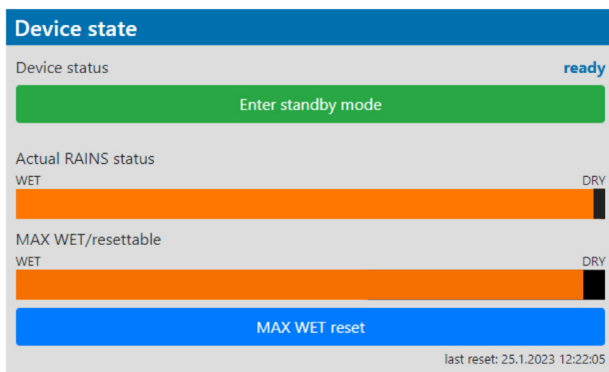 Device state
Device status ready
Enter standby mode
Actual RAINS status
WET DRY
MAX WET/resettable
WET DRY
MAX WET reset
last reset: 25.1.2023 12:22:05